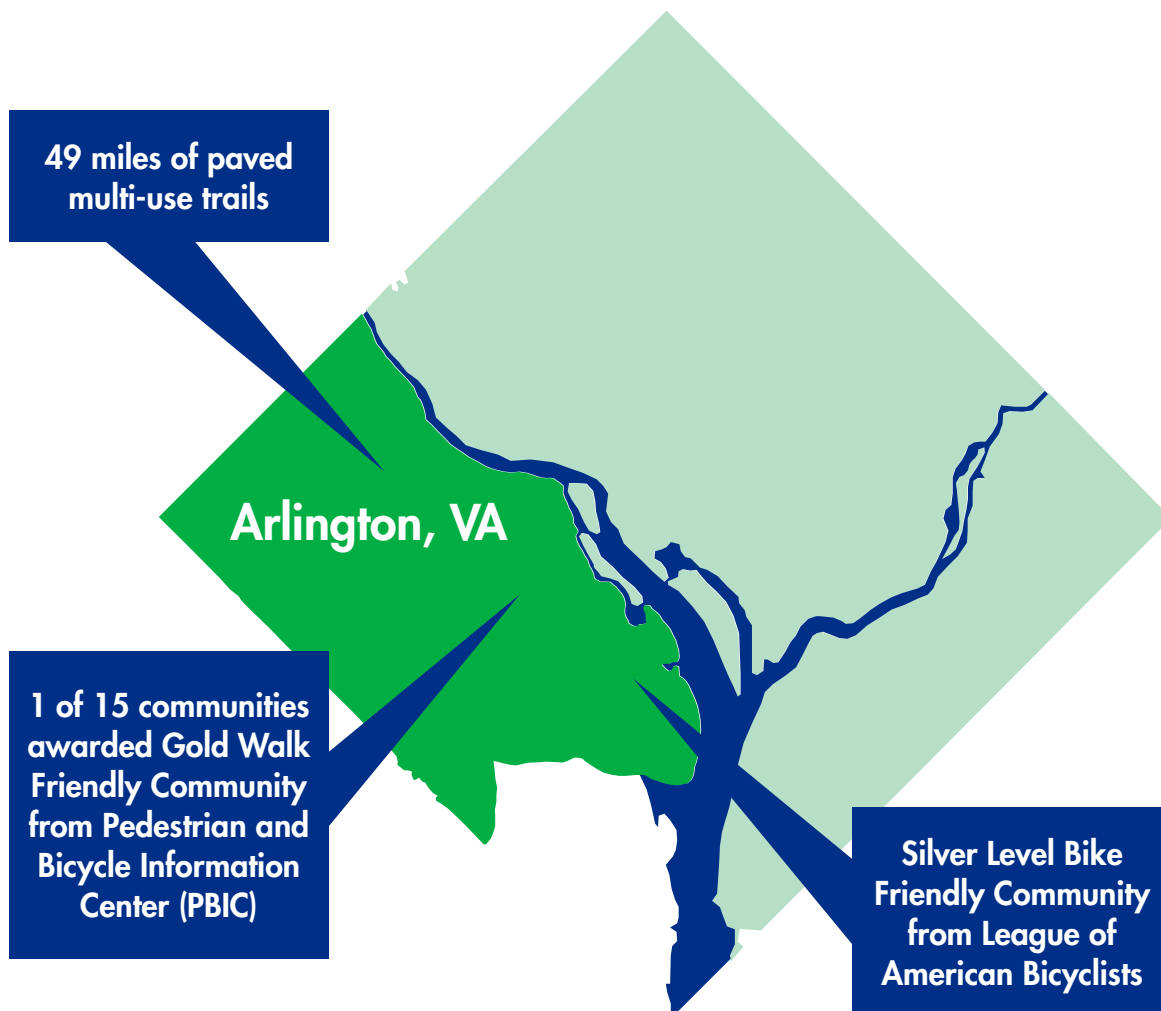 49 miles of paved
multi-use trails
Arlington, VA
1 of 15 communities
awarded Gold Walk
Friendly Community
from Pedestrian and
Bicycle Information
Center (PBIC)
Silver Level Bike
Friendly Community
from League of
American Bicyclists